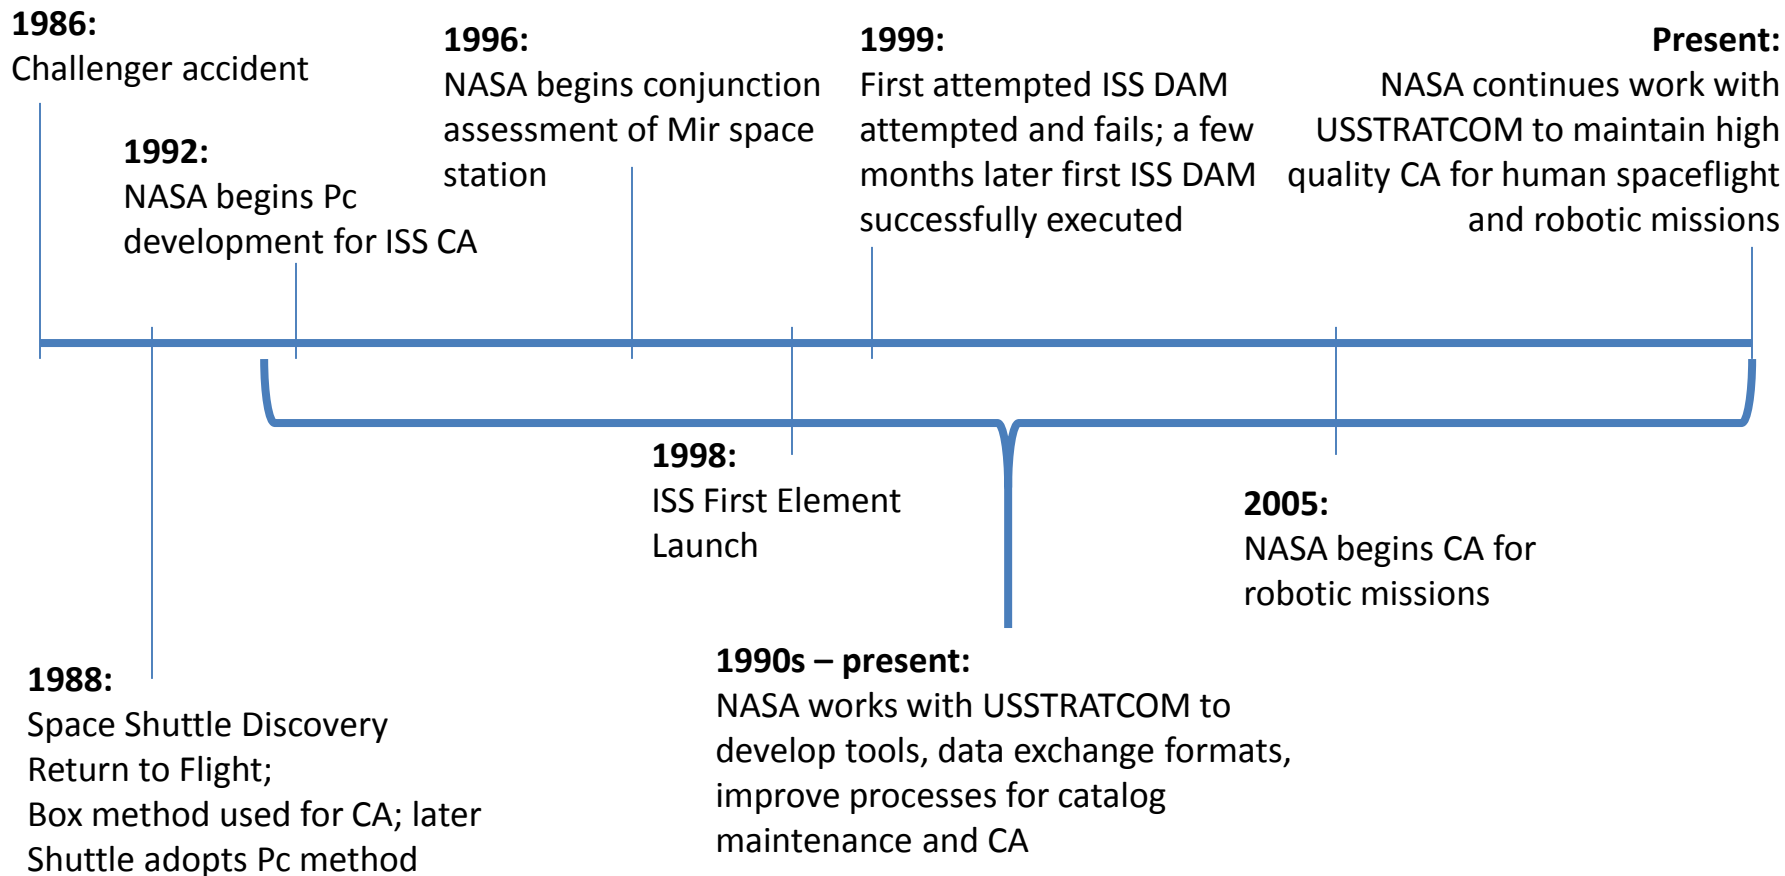 1986:
Challenger accident
1992:
NASA begins Pc
development for ISS CA
1996:
NASA begins conjunction
assessment of Mir space
station
1999:
First attempted ISS DAM
attempted and fails; a few
months later first ISS DAM
successfully executed
Present:
NASA continues work with
USSTRATCOM to maintain high
quality CA for human spaceflight
and robotic missions
1988:
Space Shuttle Discovery
Return to Flight;
Box method used for CA; later
Shuttle adopts Pc method
1998:
ISS First Element
Launch
1990s – present:
NASA works with USSTRATCOM to
develop tools, data exchange formats,
improve processes for catalog
maintenance and CA
2005:
NASA begins CA for
robotic missions